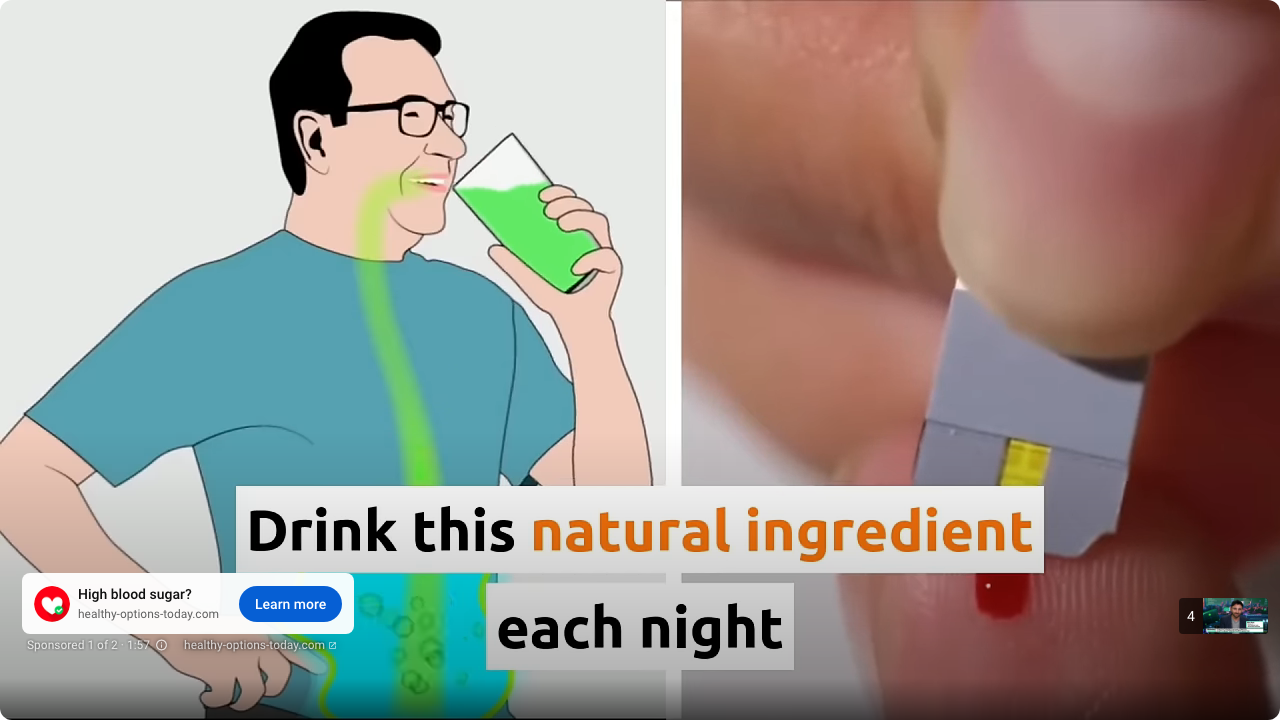 Drink this natural ingredient
each night
High blood sugar?
healthy-options-today.com
Learn more
Sponsored 1 of 2 · 1:57
healthy-options-today.com
4